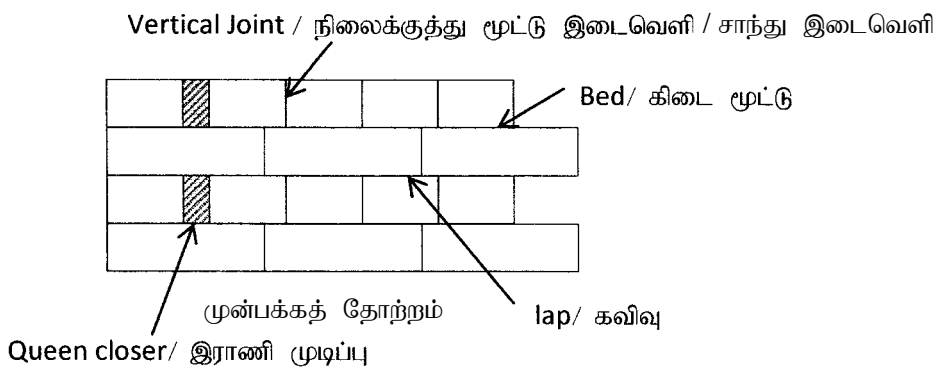 Vertical Joint / நிலைக்குத்து மூட்டு இடைவெளி / சாந்து இடைவெளி
Bed/ கிடை மூட்டு
முன்பக்கத் தோற்றம்
lap/ கவிவு
Queen closer/ இராணி முடிப்பு